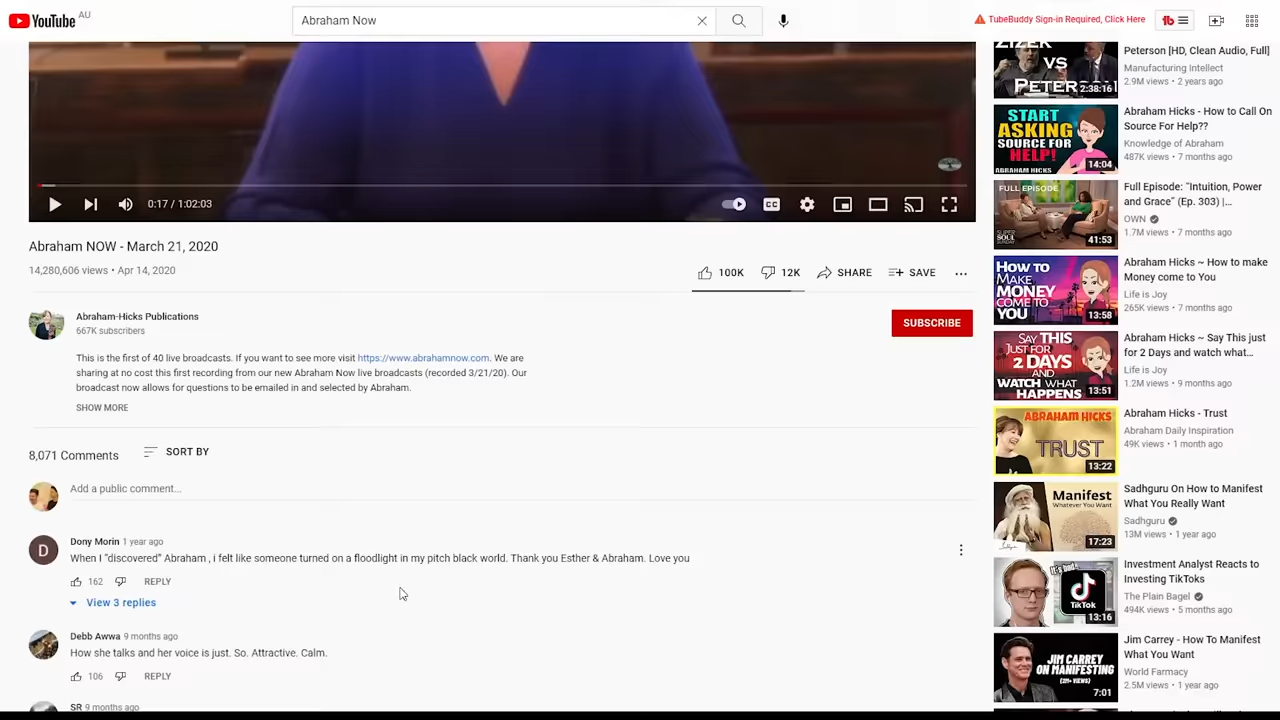 YouTube AU
Abraham Now
TubeBuddy Sign-in Required, Click Here
tb
0:17 / 1:02:03
CC
Abraham NOW - March 21, 2020
14,280,606 views • Apr 14, 2020
100K
12K
SHARE
SAVE
Abraham-Hicks Publications
667K subscribers
SUBSCRIBE
This is the first of 40 live broadcasts. If you want to see more visit https://www.abrahamnow.com. We are
sharing at no cost this first recording from our new Abraham Now live broadcasts (recorded 3/21/20). Our
broadcast now allows for questions to be emailed in and selected by Abraham.
SHOW MORE
8,071 Comments
SORT BY
Add a public comment...
D
Dony Morin 1 year ago
When I "discovered" Abraham , i felt like someone turned on a floodlight in my pitch black world. Thank you Esther & Abraham. Love you
162
REPLY
View 3 replies
Debb Awwa 9 months ago
How she talks and her voice is just. So. Attractive. Calm.
106
REPLY
SR 9 months ago
ZIZEK
VS
PETERSON
2:38:16
Peterson [HD, Clean Audio, Full]
Manufacturing Intellect
2.9M views • 2 years ago
START
ASKING
SOURCE FOR
HELP!
ABRAHAM HICKS
14:04
Abraham Hicks - How to Call On
Source For Help??
Knowledge of Abraham
487K views • 7 months ago
FULL EPISODE
SUPER
SOUL
SUNDAY
41:53
Full Episode: "Intuition, Power
and Grace" (Ep. 303) |...
OWN
1.7M views • 7 months ago
HOW TO
MAKE
MONEY
COME TO
YOU
13:58
Abraham Hicks ~ How to make
Money come to You
Life is Joy
265K views • 7 months ago
SAY THIS
JUST FOR
2 DAYS
AND
WATCH WHAT
HAPPENS
13:51
Abraham Hicks ~ Say This just
for 2 Days and watch what...
Life is Joy
1.2M views • 9 months ago
ABRAHAM HICKS
TRUST
13:22
Abraham Hicks - Trust
Abraham Daily Inspiration
49K views • 1 month ago
Manifest
Whatever You Want
17:23
Sadhguru On How to Manifest
What You Really Want
Sadhguru
13M views • 1 year ago
It's bad.
TikTok
13:16
Investment Analyst Reacts to
Investing TikToks
The Plain Bagel
494K views • 5 months ago
JIM CARREY
ON MANIFESTING
(2M+ VIEWS)
7:01
Jim Carrey - How To Manifest
What You Want
World Farmacy
2.5M views • 1 year ago